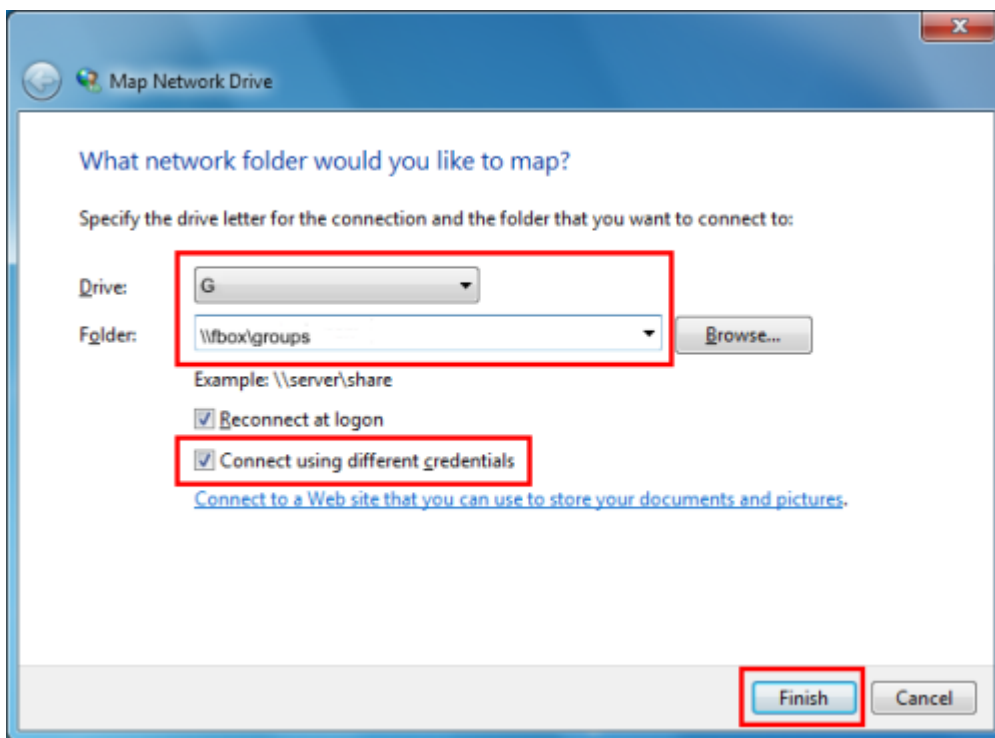 Map Network Drive
What network folder would you like to map?
Specify the drive letter for the connection and the folder that you want to connect to:
Drive: G
Folder: \\fbox\groups Browse...
Example: \\server\share
Reconnect at logon
Connect using different credentials
Connect to a Web site that you can use to store your documents and pictures.
Finish Cancel